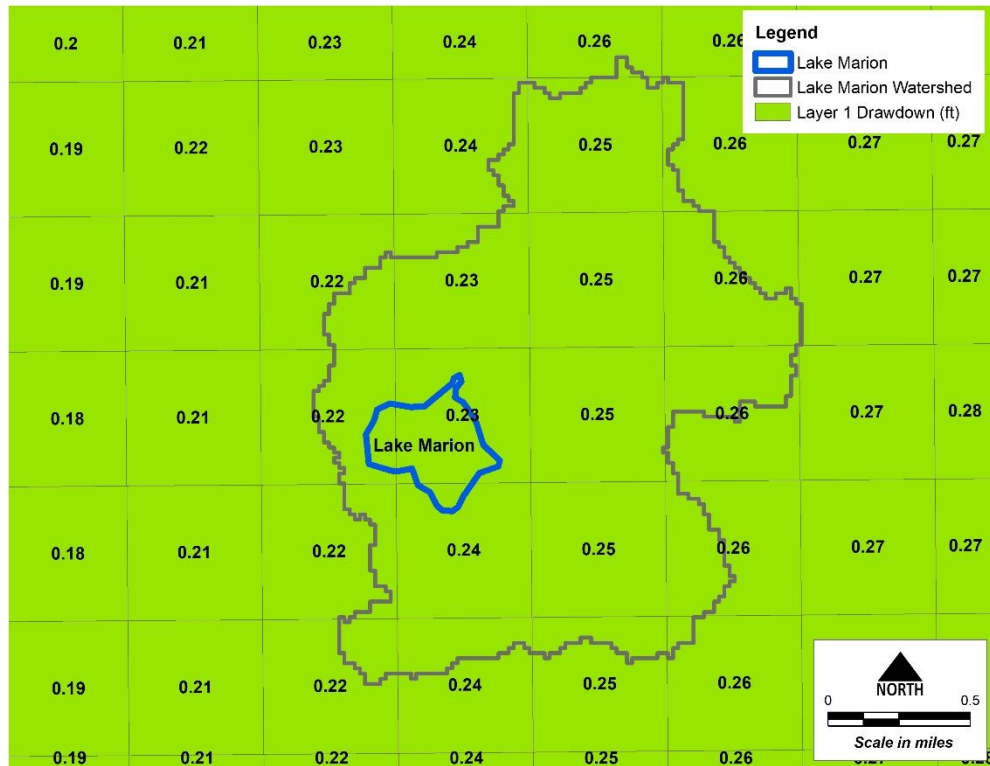 0.2 0.21 0.23 0.24 0.26
Legend
Lake Marion
Lake Marion Watershed
Layer 1 Drawdown (ft)
0.19 0.22 0.23 0.24 0.25 0.26 0.27 0.27
0.19 0.21 0.22 0.23 0.25 0.26 0.27 0.27
0.18 0.21 0.22 0.23 0.25 0.26 0.27 0.28
Lake Marion
0.18 0.21 0.22 0.24 0.25 0.26 0.27 0.27
0.19 0.21 0.22 0.24 0.25 0.26
NORTH
0 0.5
Scale in miles
0.19 0.21 0.22 0.24 0.25 0.26